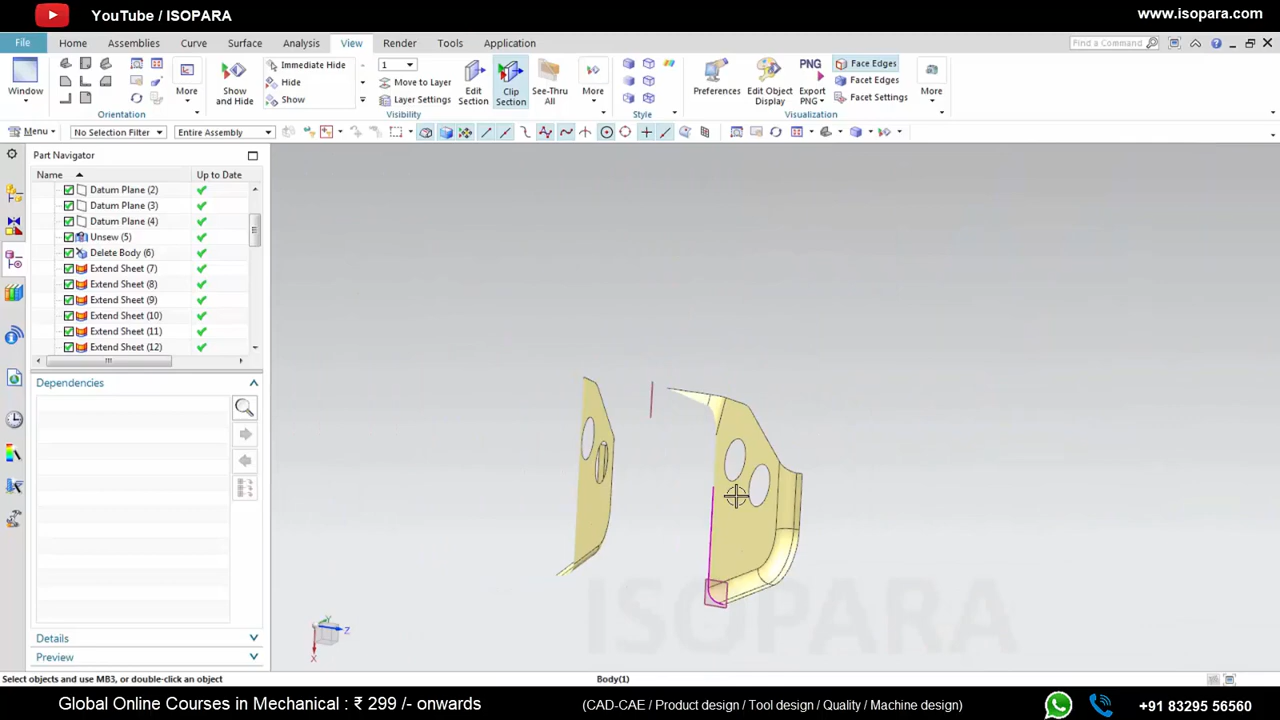 YouTube / ISOPARA
www.isopara.com
File
Home
Assemblies
Curve
Surface
Analysis
View
Render
Tools
Application
Find a Command
Window
More
Orientation
Show and Hide
Immediate Hide
Hide
Show
1
Move to Layer
Layer Settings
Visibility
Edit Section
Clip Section
See-Thru All
More
Style
Preferences
Edit Object Display
PNG
Export PNG
Face Edges
Facet Edges
Facet Settings
More
Visualization
Menu
No Selection Filter
Entire Assembly
Part Navigator
Name
Up to Date
Datum Plane (2)
Datum Plane (3)
Datum Plane (4)
Unsew (5)
Delete Body (6)
Extend Sheet (7)
Extend Sheet (8)
Extend Sheet (9)
Extend Sheet (10)
Extend Sheet (11)
Extend Sheet (12)
Dependencies
Details
Preview
Y
Z
X
ISOPARA
Select objects and use MB3, or double-click an object
Body(1)
Global Online Courses in Mechanical : ₹ 299 /- onwards
(CAD-CAE / Product design / Tool design / Quality / Machine design)
+91 83295 56560